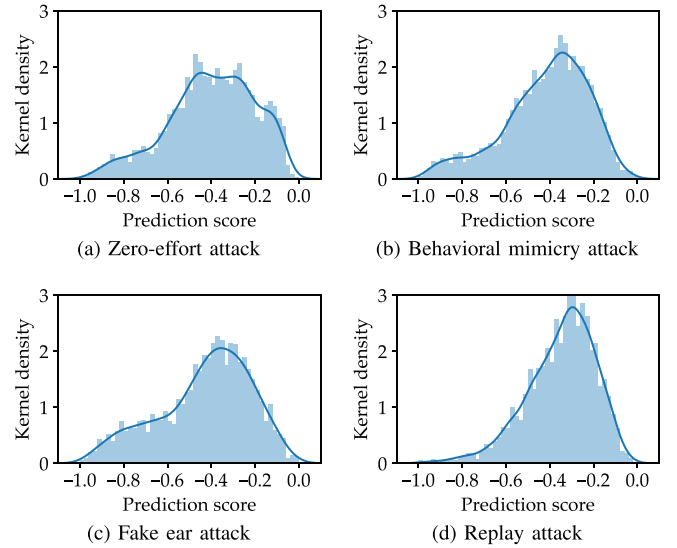 3
2
1
0
Kernel density
−1.0 −0.8 −0.6 −0.4 −0.2 0.0
Prediction score
(a) Zero-effort attack
3
2
1
0
Kernel density
−1.0 −0.8 −0.6 −0.4 −0.2 0.0
Prediction score
(b) Behavioral mimicry attack
3
2
1
0
Kernel density
−1.0 −0.8 −0.6 −0.4 −0.2 0.0
Prediction score
(c) Fake ear attack
3
2
1
0
Kernel density
−1.0 −0.8 −0.6 −0.4 −0.2 0.0
Prediction score
(d) Replay attack